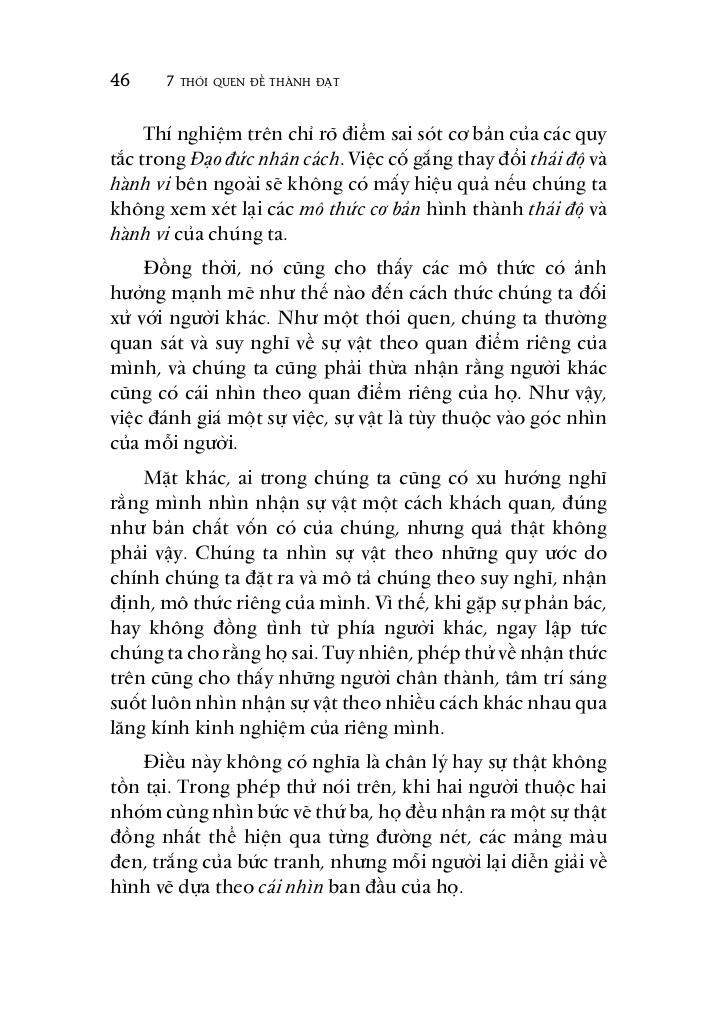 46 7 THÓI QUEN ĐỂ THÀNH ĐẠT
Thí nghiệm trên chỉ rõ điểm sai sót cơ bản của các quy
tắc trong Đạo đức nhân cách. Việc cố gắng thay đổi thái độ và
hành vi bên ngoài sẽ không có mấy hiệu quả nếu chúng ta
không xem xét lại các mô thức cơ bản hình thành thái độ và
hành vi của chúng ta.
Đồng thời, nó cũng cho thấy các mô thức có ảnh
hưởng mạnh mẽ như thế nào đến cách thức chúng ta đối
xử với người khác. Như một thói quen, chúng ta thường
quan sát và suy nghĩ về sự vật theo quan điểm riêng của
mình, và chúng ta cũng phải thừa nhận rằng người khác
cũng có cái nhìn theo quan điểm riêng của họ. Như vậy,
việc đánh giá một sự việc, sự vật là tùy thuộc vào góc nhìn
của mỗi người.
Mặt khác, ai trong chúng ta cũng có xu hướng nghĩ
rằng mình nhìn nhận sự vật một cách khách quan, đúng
như bản chất vốn có của chúng, nhưng quả thật không
phải vậy. Chúng ta nhìn sự vật theo những quy ước do
chính chúng ta đặt ra và mô tả chúng theo suy nghĩ, nhận
định, mô thức riêng của mình. Vì thế, khi gặp sự phản bác,
hay không đồng tình từ phía người khác, ngay lập tức
chúng ta cho rằng họ sai. Tuy nhiên, phép thử về nhận thức
trên cũng cho thấy những người chân thành, tâm trí sáng
suốt luôn nhìn nhận sự vật theo nhiều cách khác nhau qua
lăng kính kinh nghiệm của riêng mình.
Điều này không có nghĩa là chân lý hay sự thật không
tồn tại. Trong phép thử nói trên, khi hai người thuộc hai
nhóm cùng nhìn bức vẽ thứ ba, họ đều nhận ra một sự thật
đồng nhất thể hiện qua từng đường nét, các mảng màu
đen, trắng của bức tranh, nhưng mỗi người lại diễn giải về
hình vẽ dựa theo cái nhìn ban đầu của họ.